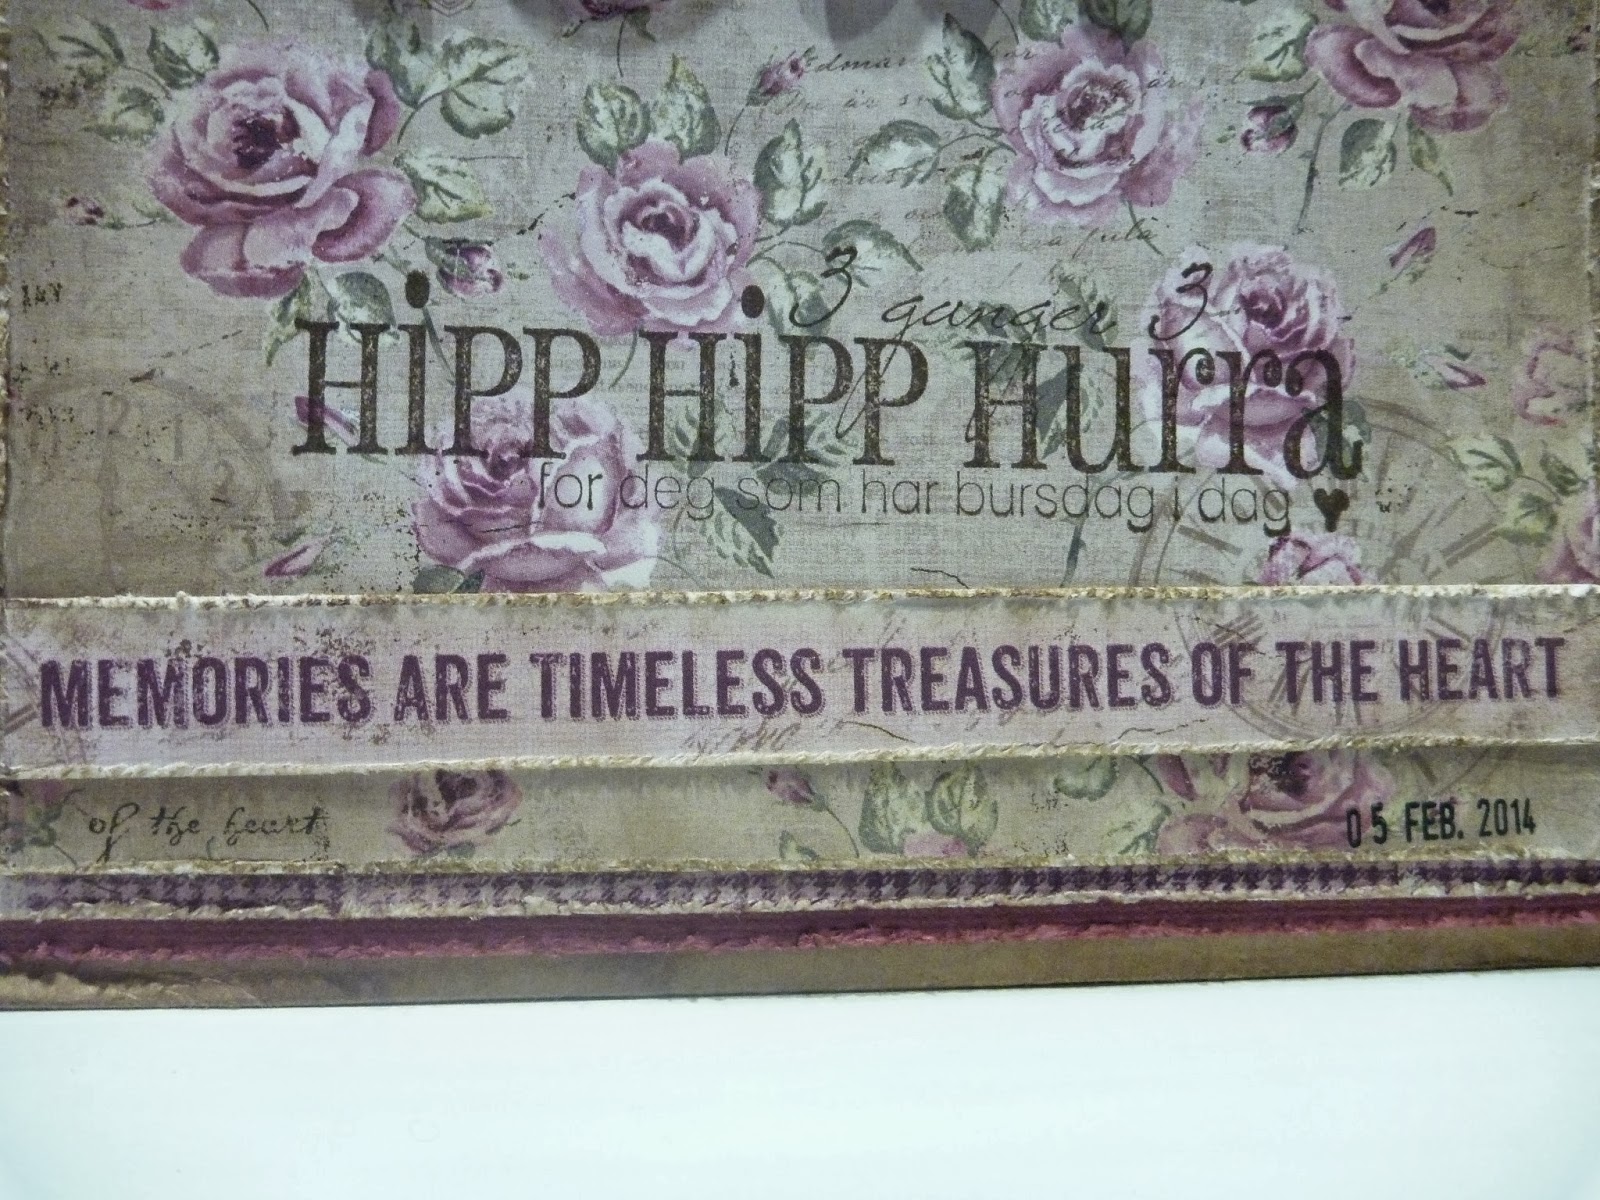 3 ganger 3
Hipp Hipp Hurra
for deg som har bursdag i dag
MEMORIES ARE TIMELESS TREASURES OF THE HEART
of the heart
05 FEB. 2014